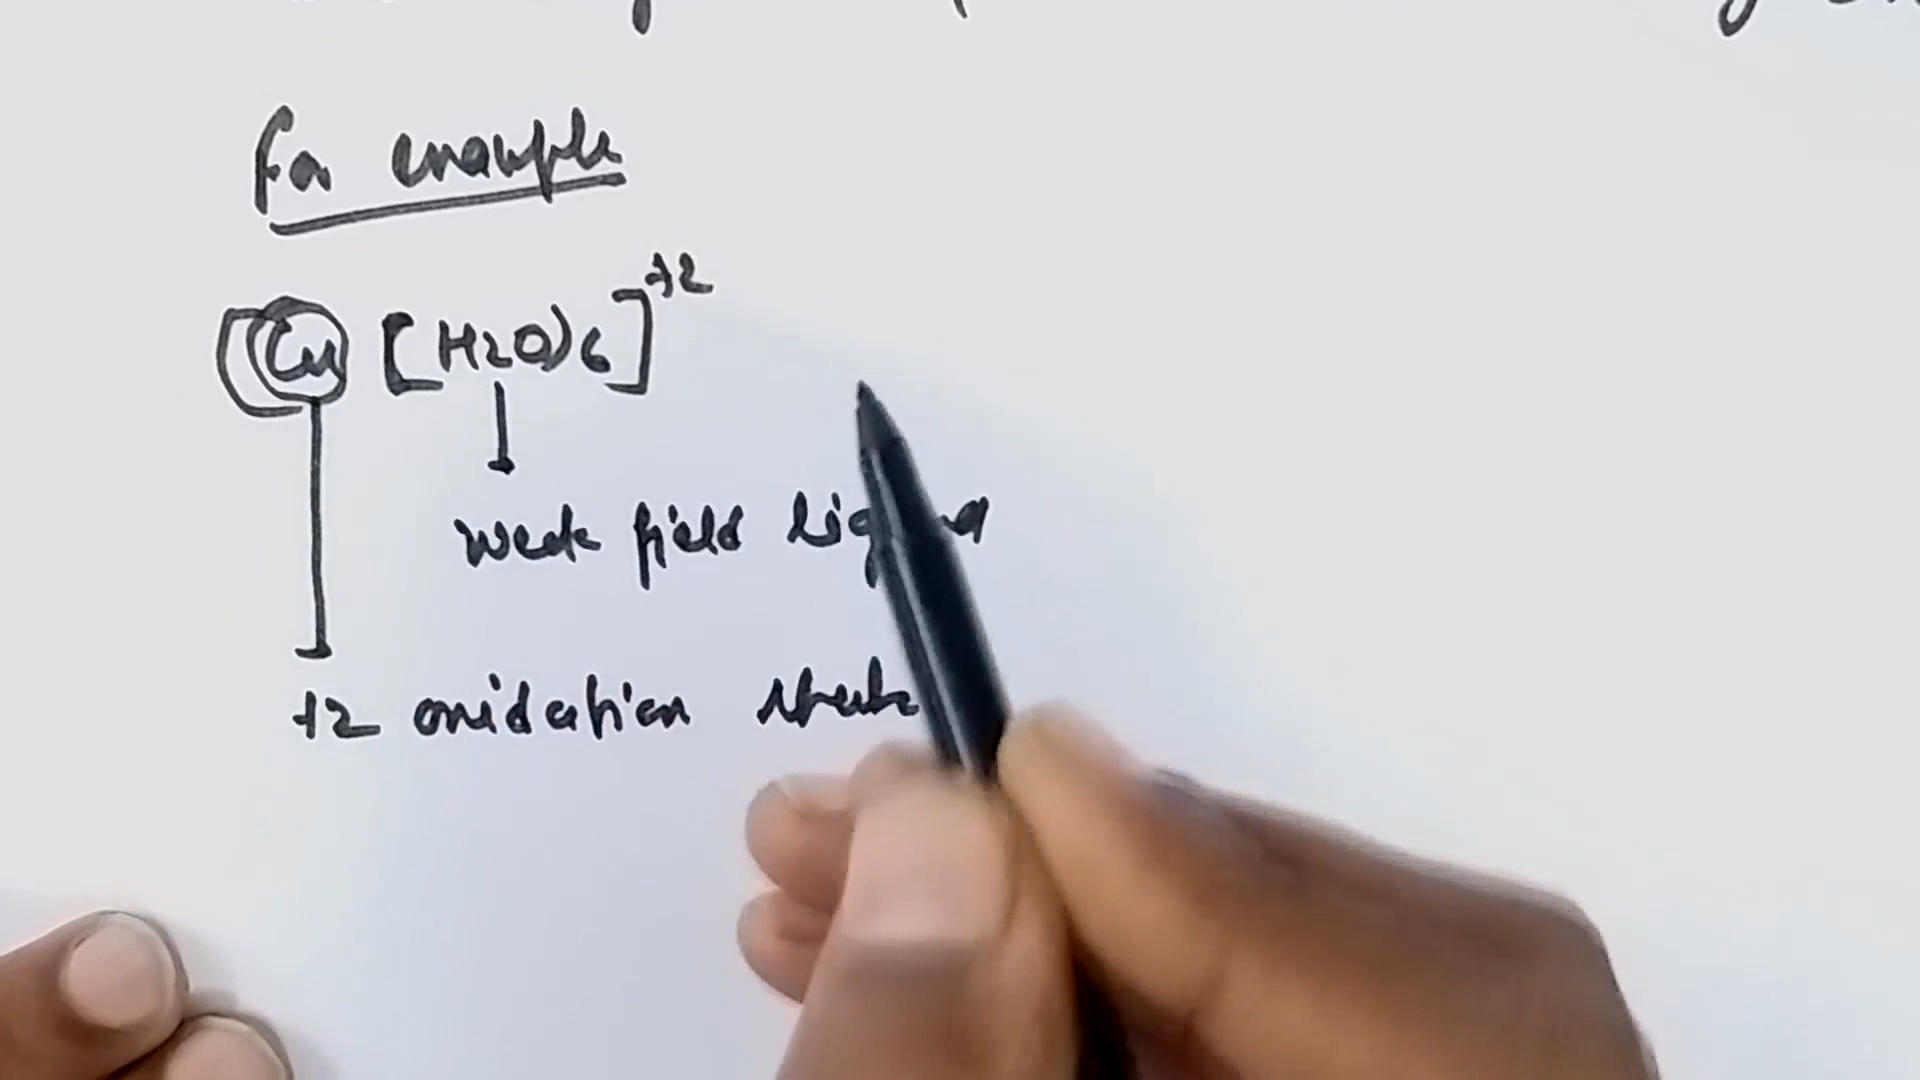 For example
(Cu [H2O)6]+2
weak field ligand
+2 oxidation state